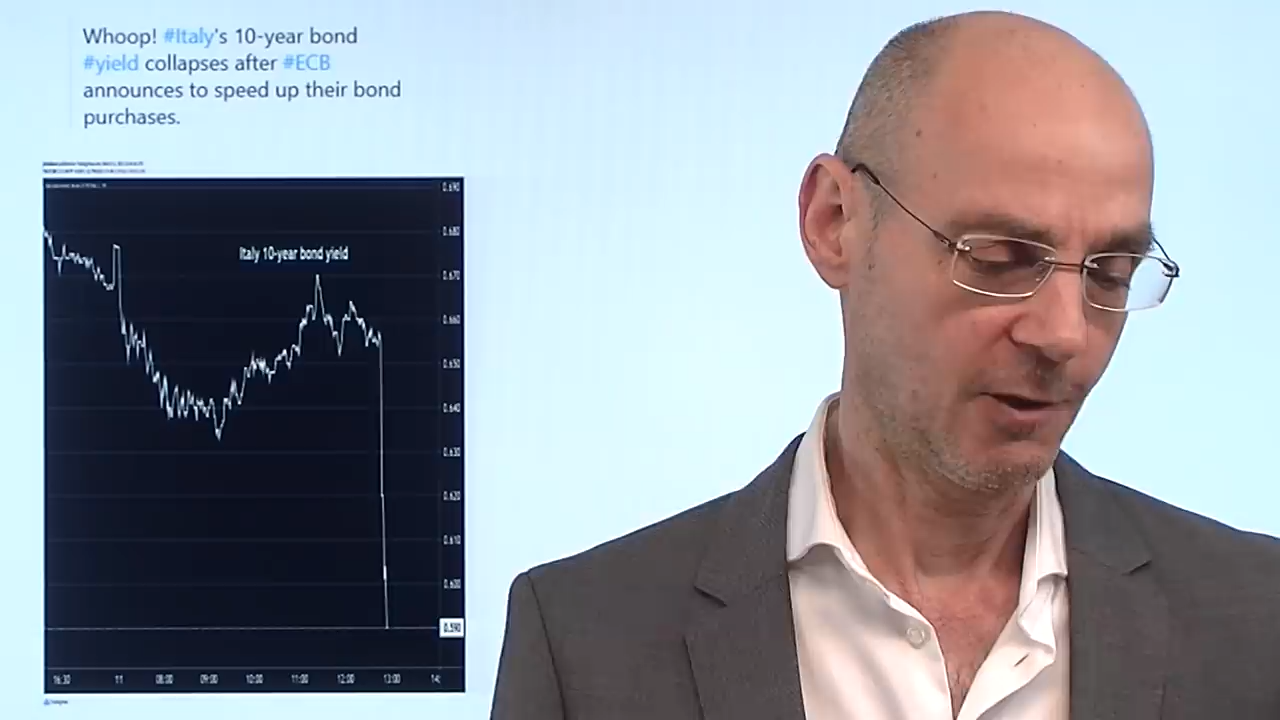 Whoop! #Italy's 10-year bond
#yield collapses after #ECB
announces to speed up their bond
purchases.
0.690
0.680
Italy 10-year bond yield
0.670
0.660
0.650
0.640
0.630
0.620
0.610
0.600
0.590
16:30 11 08:00 09:00 10:00 11:00 12:00 13:00 14: